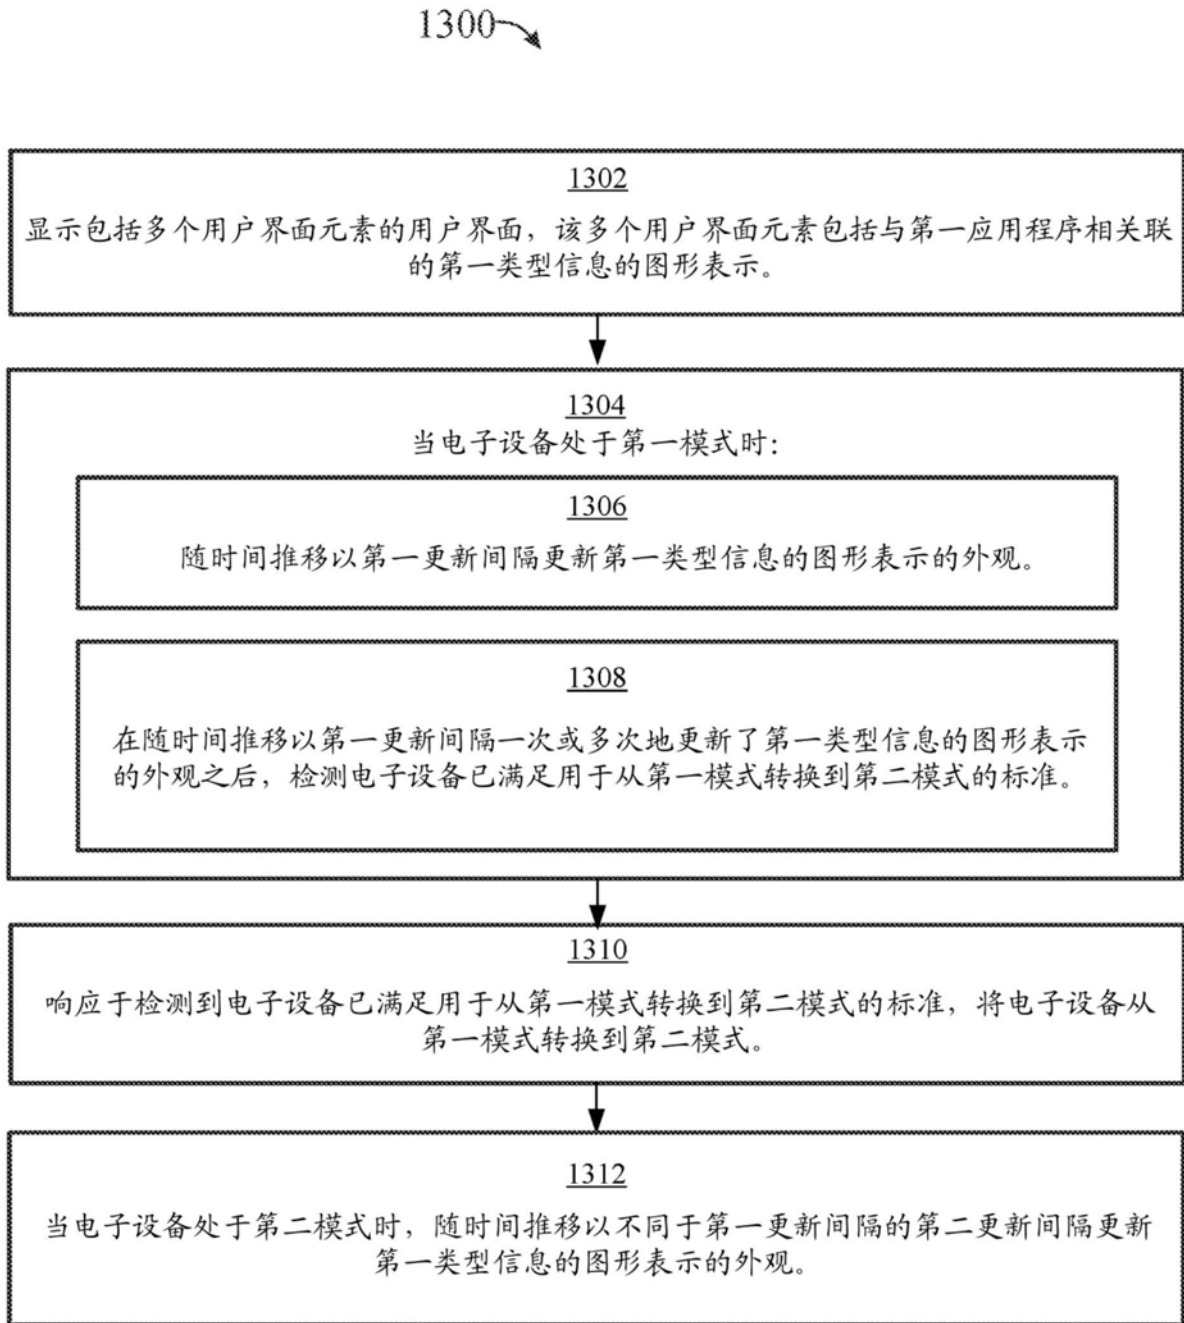 1300
1302
显示包括多个用户界面元素的用户界面，该多个用户界面元素包括与第一应用程序相关联
的第一类型信息的图形表示。
1304
当电子设备处于第一模式时：
1306
随时间推移以第一更新间隔更新第一类型信息的图形表示的外观。
1308
在随时间推移以第一更新间隔一次或多次地更新了第一类型信息的图形表示
的外观之后，检测电子设备已满足用于从第一模式转换到第二模式的标准。
1310
响应于检测到电子设备已满足用于从第一模式转换到第二模式的标准，将电子设备从
第一模式转换到第二模式。
1312
当电子设备处于第二模式时，随时间推移以不同于第一更新间隔的第二更新间隔更新
第一类型信息的图形表示的外观。